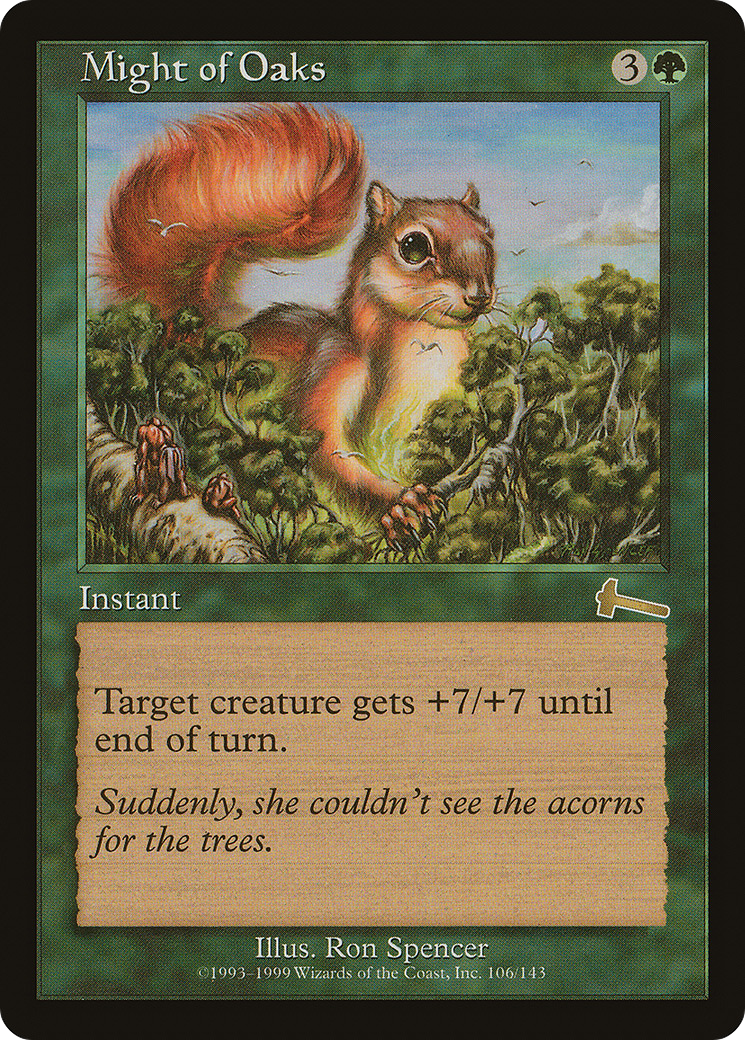 Might of Oaks
3
Instant
Target creature gets +7/+7 until
end of turn.
Suddenly, she couldn't see the acorns
for the trees.
Illus. Ron Spencer
©1993–1999 Wizards of the Coast, Inc. 106/143